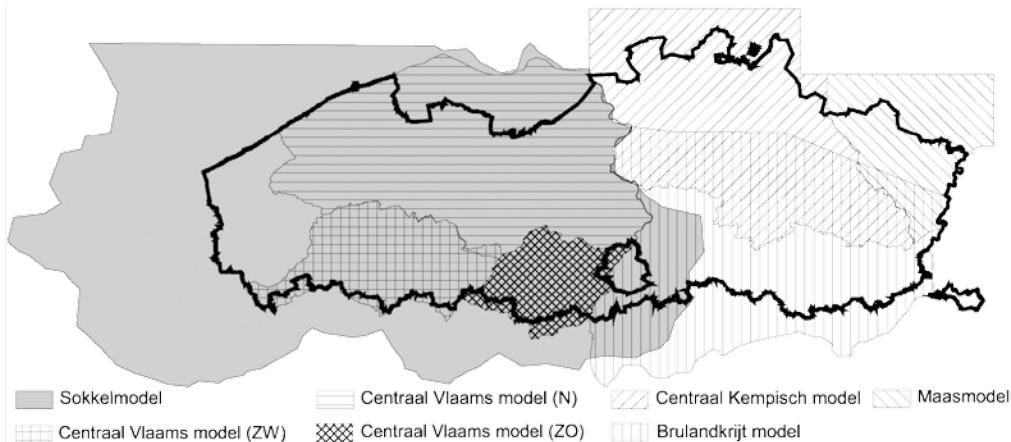 Sokkelmodel
Centraal Vlaams model (N)
Centraal Kempisch model
Maasmodel
Centraal Vlaams model (ZW)
Centraal Vlaams model (ZO)
Brulandkrijt model